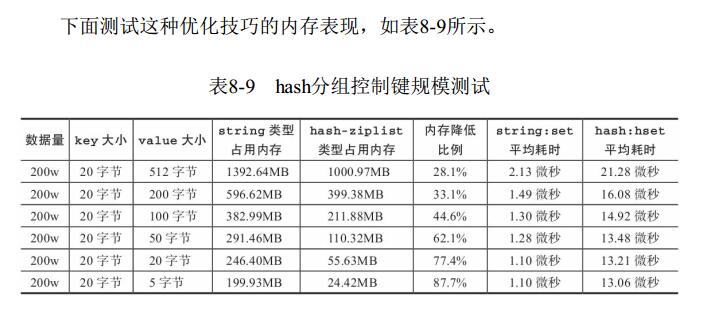 下面测试这种优化技巧的内存表现，如表8-9所示。
表8-9 hash分组控制键规模测试
数据量 key 大小 value 大小 string 类型占用内存 hash-ziplist 类型占用内存 内存降低比例 string:set 平均耗时 hash:hset 平均耗时
200w 20 字节 512 字节 1392.64MB 1000.97MB 28.1% 2.13 微秒 21.28 微秒
200w 20 字节 200 字节 596.62MB 399.38MB 33.1% 1.49 微秒 16.08 微秒
200w 20 字节 100 字节 382.99MB 211.88MB 44.6% 1.30 微秒 14.92 微秒
200w 20 字节 50 字节 291.46MB 110.32MB 62.1% 1.28 微秒 13.48 微秒
200w 20 字节 20 字节 246.40MB 55.63MB 77.4% 1.10 微秒 13.21 微秒
200w 20 字节 5 字节 199.93MB 24.42MB 87.7% 1.10 微秒 13.06 微秒